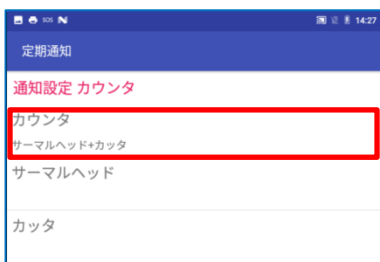 SOS 14:27
定期通知
通知設定 カウンタ
カウンタ
サーマルヘッド+カッタ
サーマルヘッド
カッタ